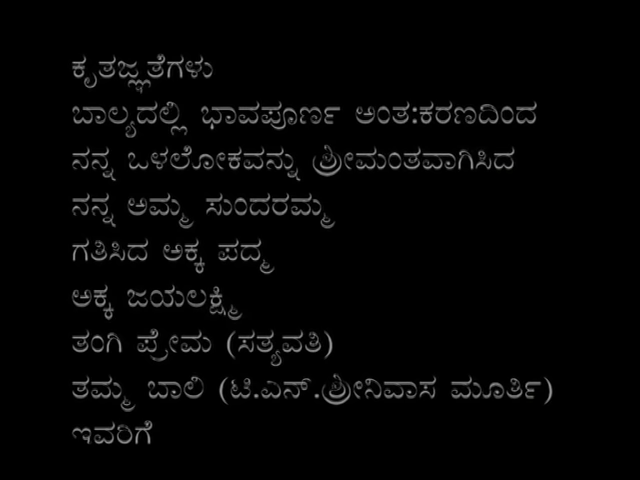 ಕೃತಜ್ಞತೆಗಳು
ಬಾಲ್ಯದಲ್ಲಿ ಭಾವಪೂರ್ಣ ಅಂತ:ಕರಣದಿಂದ
ನನ್ನ ಒಳಲೋಕವನ್ನು ಶ್ರೀಮಂತವಾಗಿಸಿದ
ನನ್ನ ಅಮ್ಮ ಸುಂದರಮ್ಮ
ಗತಿಸಿದ ಅಕ್ಕ ಪದ್ಮ
ಅಕ್ಕ ಜಯಲಕ್ಷ್ಮಿ
ತಂಗಿ ಪ್ರೇಮ (ಸತ್ಯವತಿ)
ತಮ್ಮ ಬಾಲಿ (ಟಿ.ಎನ್.ಶ್ರೀನಿವಾಸ ಮೂರ್ತಿ)
ಇವರಿಗೆ